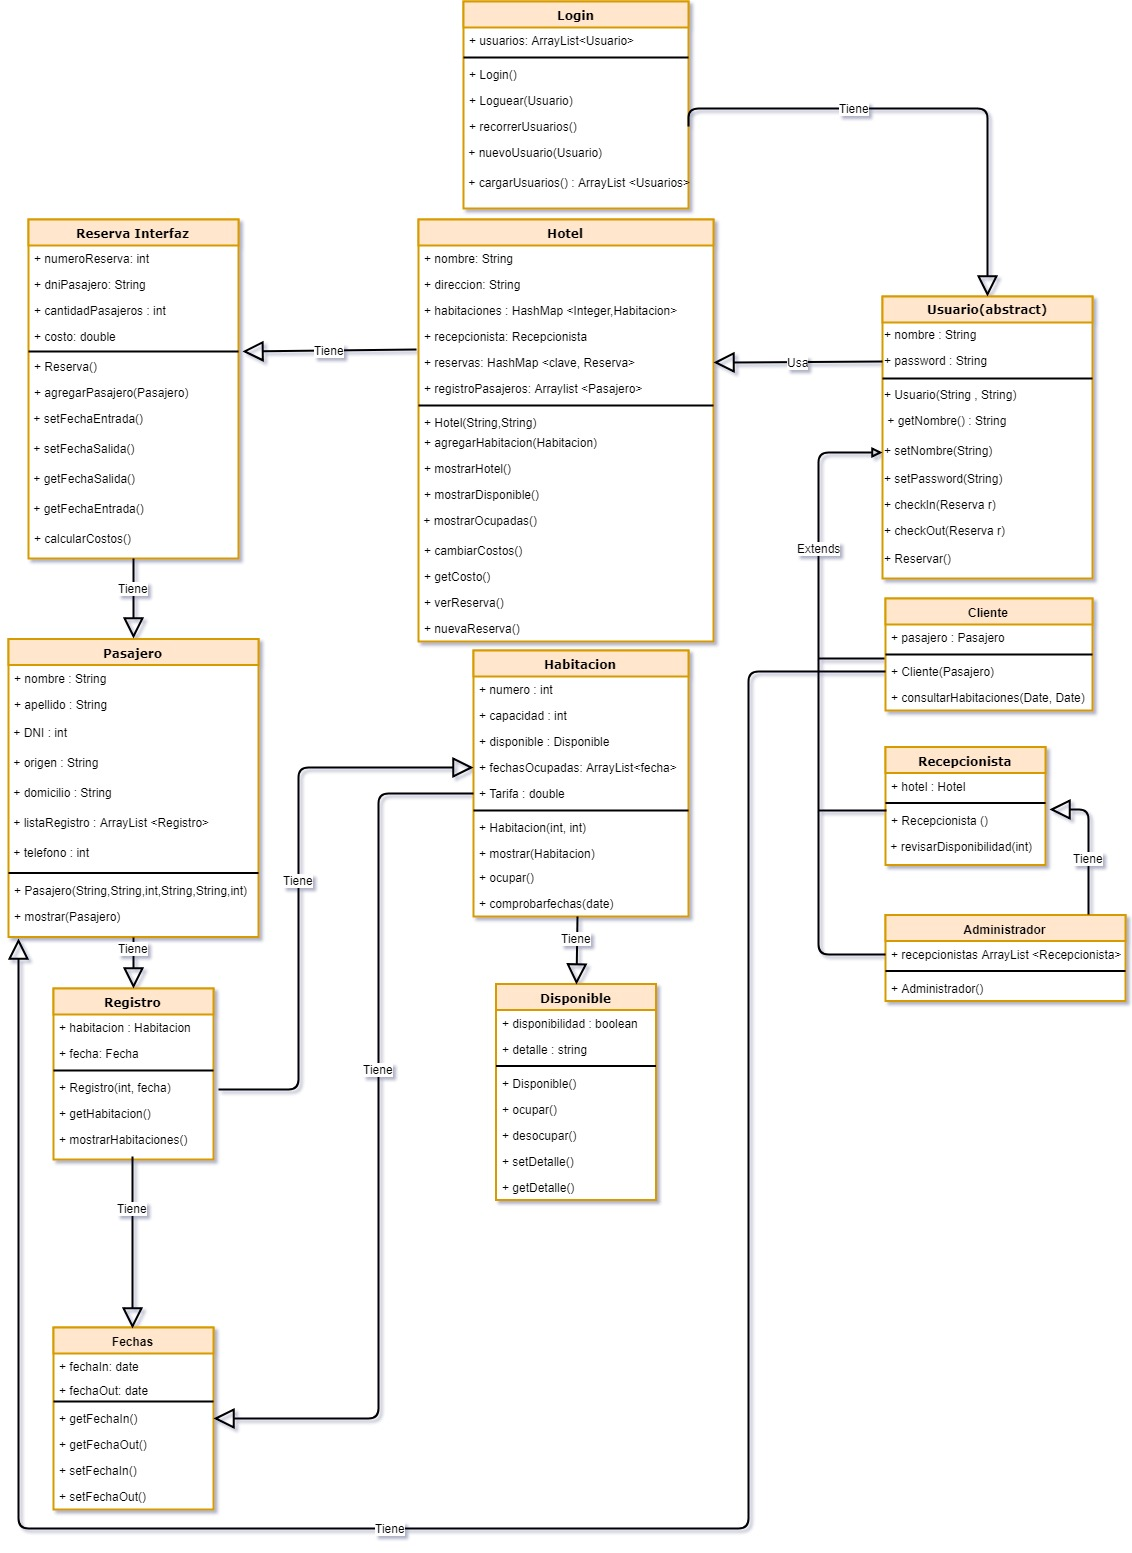 Login
+ usuarios: ArrayList<Usuario>
+ Login()
+ Loguear(Usuario)
+ recorrerUsuarios()
+ nuevoUsuario(Usuario)
+ cargarUsuarios() : ArrayList <Usuarios>
Tiene
Reserva Interfaz
+ numeroReserva: int
+ dniPasajero: String
+ cantidadPasajeros : int
+ costo: double
+ Reserva()
+ agregarPasajero(Pasajero)
+ setFechaEntrada()
+ setFechaSalida()
+ getFechaSalida()
+ getFechaEntrada()
+ calcularCostos()
Tiene
Hotel
+ nombre: String
+ direccion: String
+ habitaciones : HashMap <Integer,Habitacion>
+ recepcionista: Recepcionista
+ reservas: HashMap <clave, Reserva>
+ registroPasajeros: Arraylist <Pasajero>
+ Hotel(String,String)
+ agregarHabitacion(Habitacion)
+ mostrarHotel()
+ mostrarDisponible()
+ mostrarOcupadas()
+ cambiarCostos()
+ getCosto()
+ verReserva()
+ nuevaReserva()
Usa
Usuario(abstract)
+ nombre : String
+ password : String
+ Usuario(String , String)
+ getNombre() : String
+ setNombre(String)
+ setPassword(String)
+ checkIn(Reserva r)
+ checkOut(Reserva r)
+ Reservar()
Extends
Tiene
Cliente
+ pasajero : Pasajero
+ Cliente(Pasajero)
+ consultarHabitaciones(Date, Date)
Pasajero
+ nombre : String
+ apellido : String
+ DNI : int
+ origen : String
+ domicilio : String
+ listaRegistro : ArrayList <Registro>
+ telefono : int
+ Pasajero(String,String,int,String,String,int)
+ mostrar(Pasajero)
Tiene
Habitacion
+ numero : int
+ capacidad : int
+ disponible : Disponible
+ fechasOcupadas: ArrayList<fecha>
+ Tarifa : double
+ Habitacion(int, int)
+ mostrar(Habitacion)
+ ocupar()
+ comprobarfechas(date)
Tiene
Recepcionista
+ hotel : Hotel
+ Recepcionista ()
+ revisarDisponibilidad(int)
Tiene
Administrador
+ recepcionistas ArrayList <Recepcionista>
+ Administrador()
Tiene
Registro
+ habitacion : Habitacion
+ fecha: Fecha
+ Registro(int, fecha)
+ getHabitacion()
+ mostrarHabitaciones()
Tiene
Disponible
+ disponibilidad : boolean
+ detalle : string
+ Disponible()
+ ocupar()
+ desocupar()
+ setDetalle()
+ getDetalle()
Tiene
Fechas
+ fechaIn: date
+ fechaOut: date
+ getFechaIn()
+ getFechaOut()
+ setFechaIn()
+ setFechaOut()
Tiene